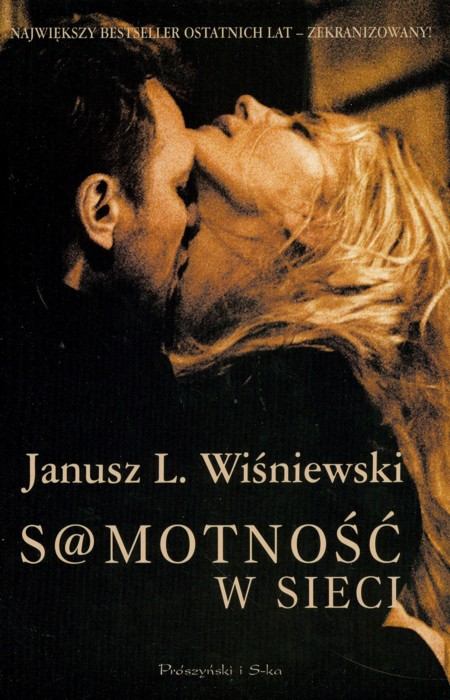 NAJWIĘKSZY BESTSELLER OSTATNICH LAT – ZEKRANIZOWANY!
Janusz L. Wiśniewski
S@MOTNOŚĆ
W SIECI
Prószyński i S-ka